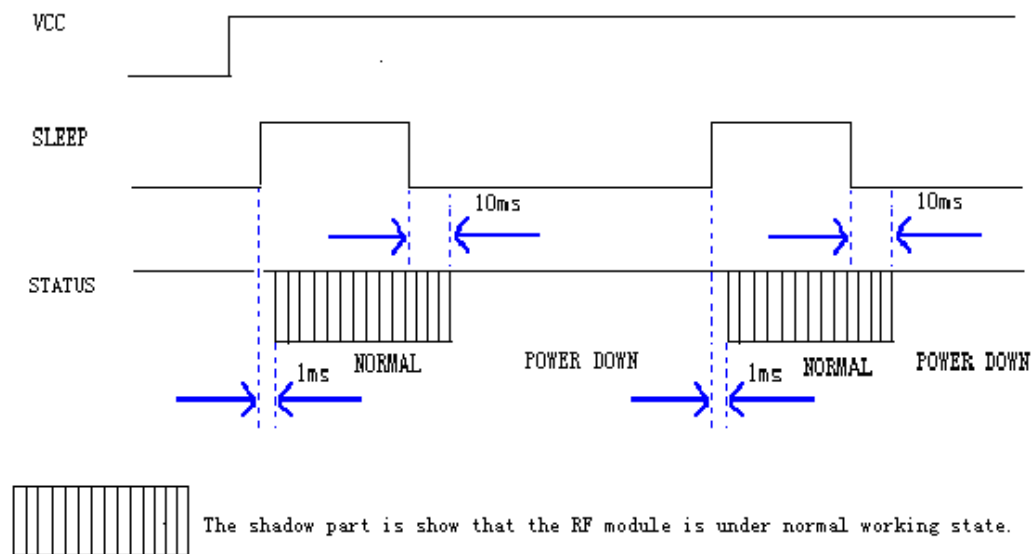 VCC
SLEEP
10ms 10ms
STATUS
NORMAL POWER DOWN NORMAL POWER DOWN
1ms 1ms
The shadow part is show that the RF module is under normal working state.